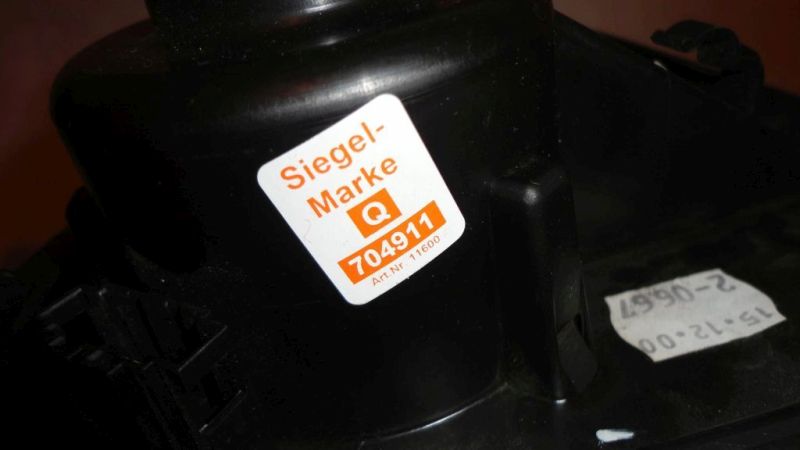 Siegel-
Marke
Q
704911
Art.Nr. 11600
15.12.00
2-0667